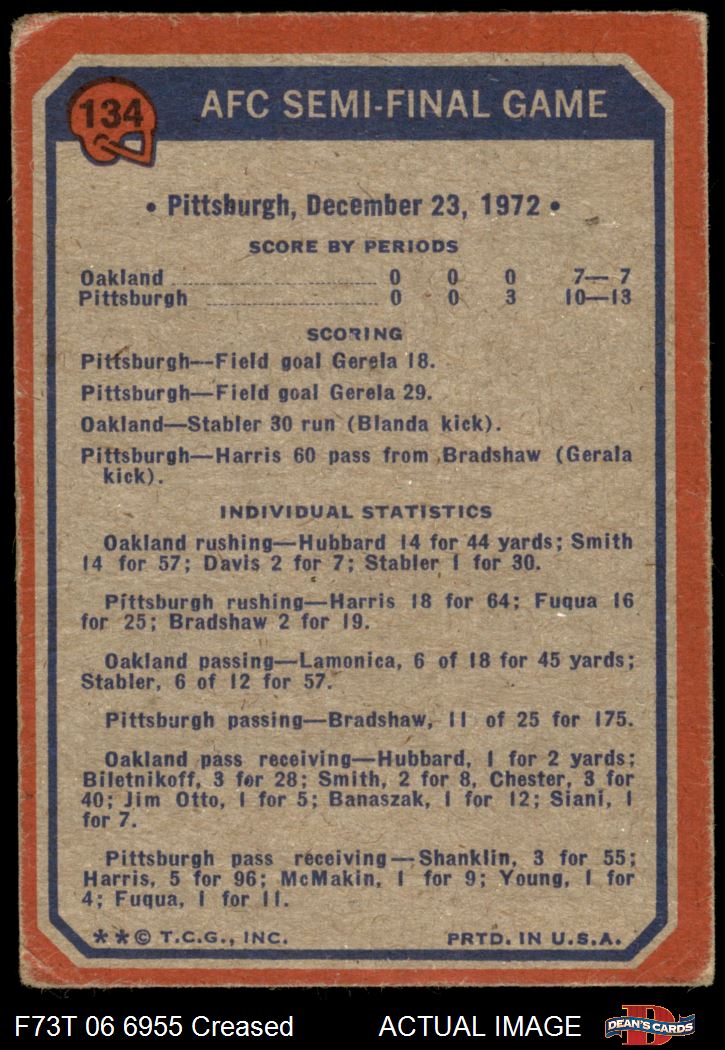 134
AFC SEMI-FINAL GAME
• Pittsburgh, December 23, 1972 •
SCORE BY PERIODS
Oakland 0 0 0 7— 7
Pittsburgh 0 0 3 10—13
SCORING
Pittsburgh—Field goal Gerela 18.
Pittsburgh—Field goal Gerela 29.
Oakland—Stabler 30 run (Blanda kick).
Pittsburgh—Harris 60 pass from Bradshaw (Gerala
kick).
INDIVIDUAL STATISTICS
Oakland rushing—Hubbard 14 for 44 yards; Smith
14 for 57; Davis 2 for 7; Stabler 1 for 30.
Pittsburgh rushing—Harris 18 for 64; Fuqua 16
for 25; Bradshaw 2 for 19.
Oakland passing—Lamonica, 6 of 18 for 45 yards;
Stabler, 6 of 12 for 57.
Pittsburgh passing—Bradshaw, 11 of 25 for 175.
Oakland pass receiving—Hubbard, 1 for 2 yards;
Biletnikoff, 3 for 28; Smith, 2 for 8, Chester, 3 for
40; Jim Otto, 1 for 5; Banaszak, 1 for 12; Siani, 1
for 7.
Pittsburgh pass receiving—Shanklin, 3 for 55;
Harris, 5 for 96; McMakin, 1 for 9; Young, 1 for
4; Fuqua, 1 for 11.
**© T.C.G., INC. PRTD. IN U.S.A.
F73T 06 6955 Creased ACTUAL IMAGE DEAN'S CARDS